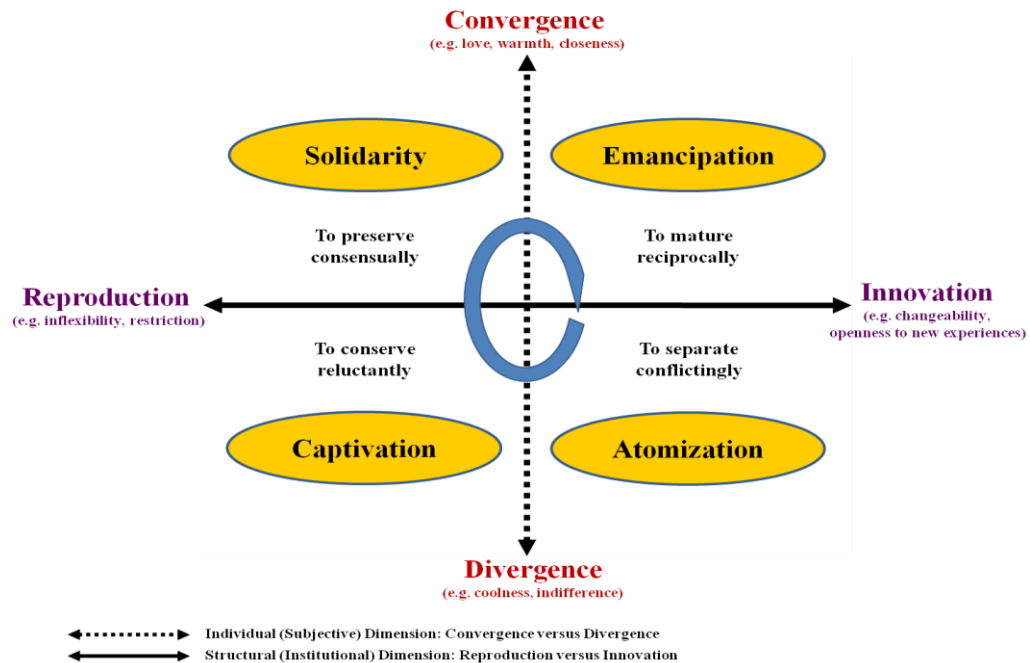 Convergence
(e.g. love, warmth, closeness)
Solidarity
Emancipation
To preserve
consensually
To mature
reciprocally
Reproduction
(e.g. inflexibility, restriction)
Innovation
(e.g. changeability,
openness to new experiences)
To conserve
reluctantly
To separate
conflictingly
Captivation
Atomization
Divergence
(e.g. coolness, indifference)
Individual (Subjective) Dimension: Convergence versus Divergence
Structural (Institutional) Dimension: Reproduction versus Innovation